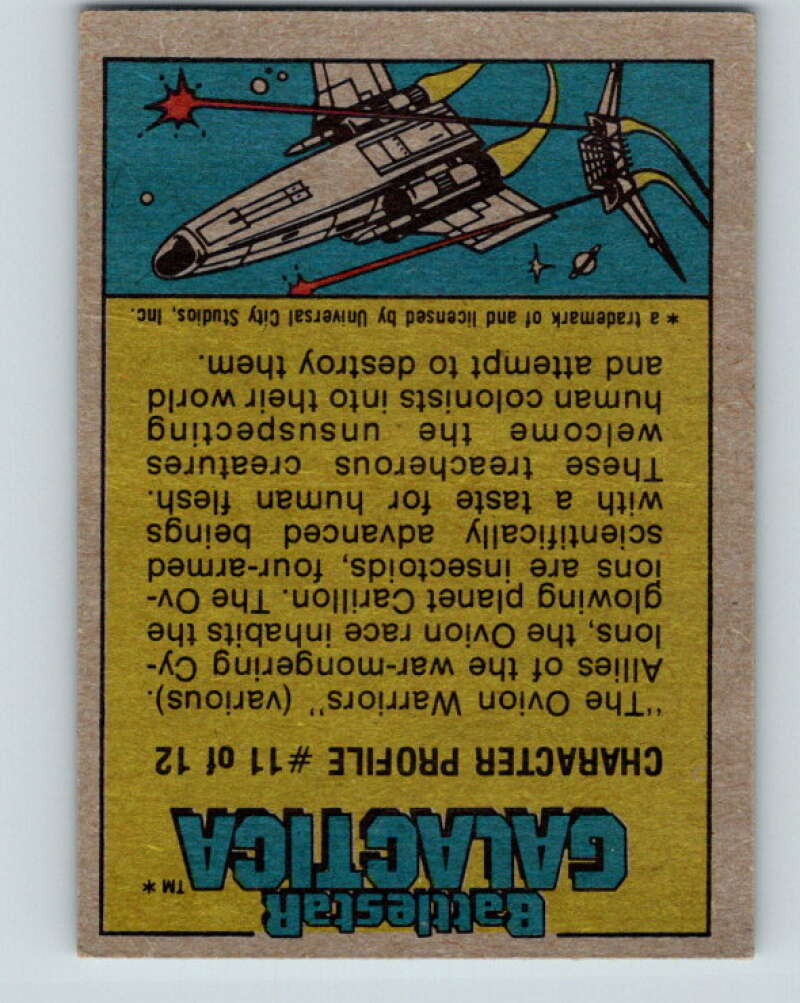 BattlestaR
GALACTICA ™*
CHARACTER PROFILE #11 of 12
"The Ovion Warriors" (various).
Allies of the war-mongering Cy-
lons, the Ovion race inhabits the
glowing planet Carillon. The Ov-
ions are insectoids, four-armed
scientifically advanced beings
with a taste for human flesh.
These treacherous creatures
welcome the unsuspecting
human colonists into their world
and attempt to destroy them.
* a trademark of and licensed by Universal City Studios, Inc.